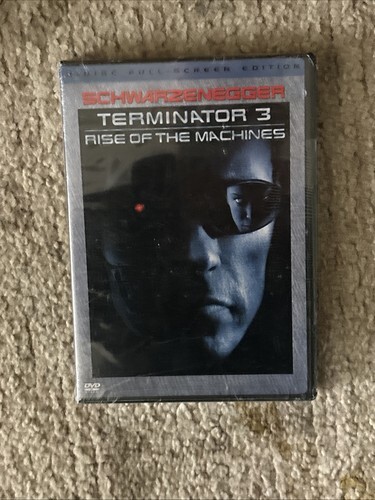 2-DISC FULL-SCREEN EDITION
SCHWARZENEGGER
TERMINATOR 3
RISE OF THE MACHINES
DVD